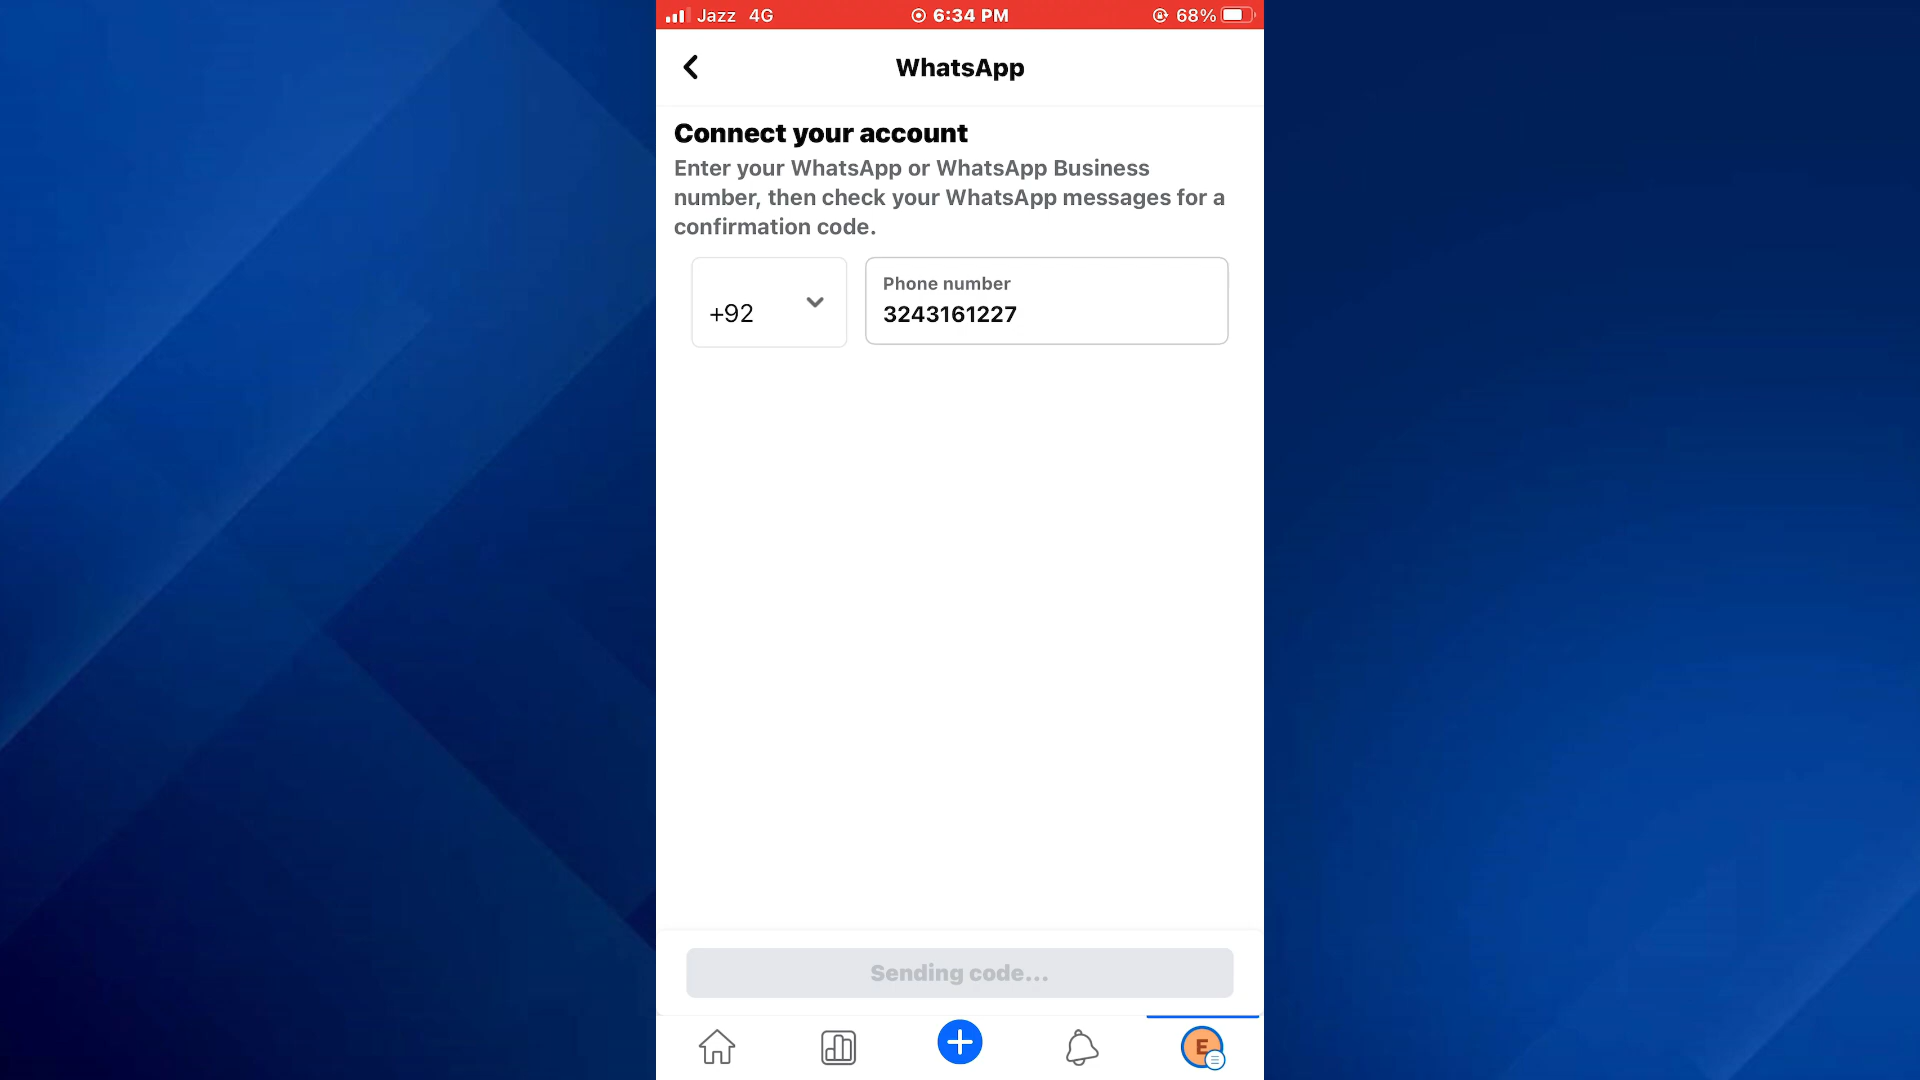 Jazz 4G 6:34 PM 68%
WhatsApp
Connect your account
Enter your WhatsApp or WhatsApp Business
number, then check your WhatsApp messages for a
confirmation code.
+92
Phone number
3243161227
Sending code...
E